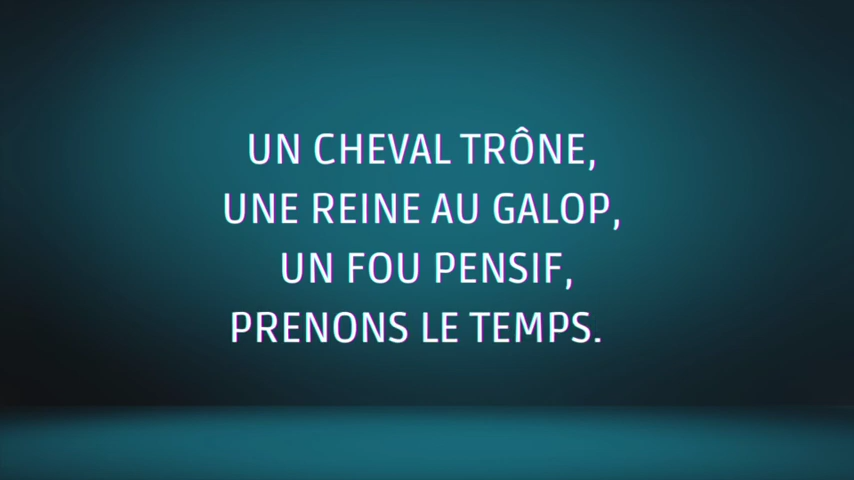 UN CHEVAL TRÔNE,
UNE REINE AU GALOP,
UN FOU PENSIF,
PRENONS LE TEMPS.